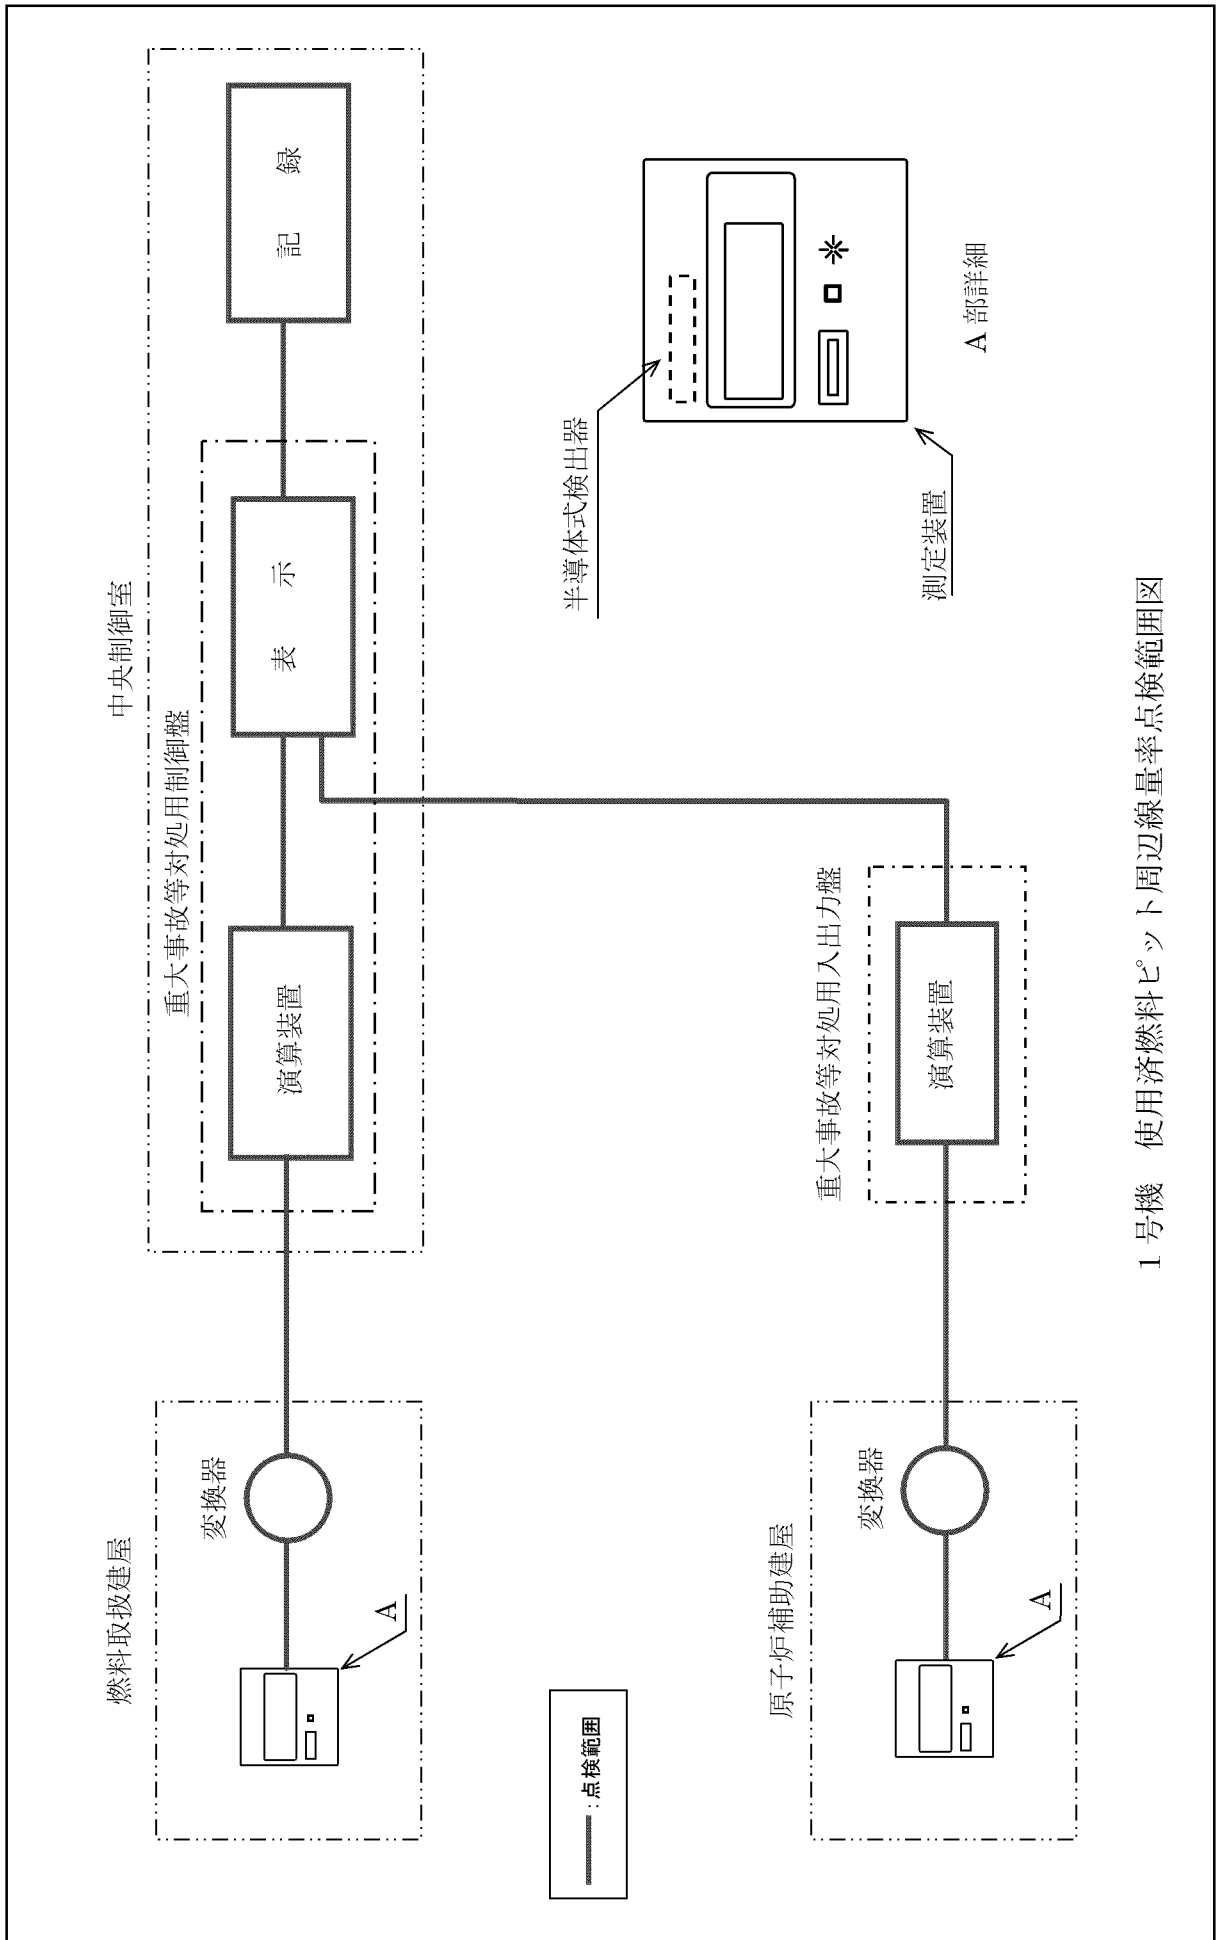 燃料取扱建屋
変換器
A
中央制御室
重大事故等対処用制御盤
演算装置
表 示
記 録
: 点検範囲
半導体式検出器
測定装置
A 部詳細
原子炉補助建屋
変換器
A
重大事故等対処用入出力盤
演算装置
1 号機 使用済燃料ピット周辺線量率点検範囲図